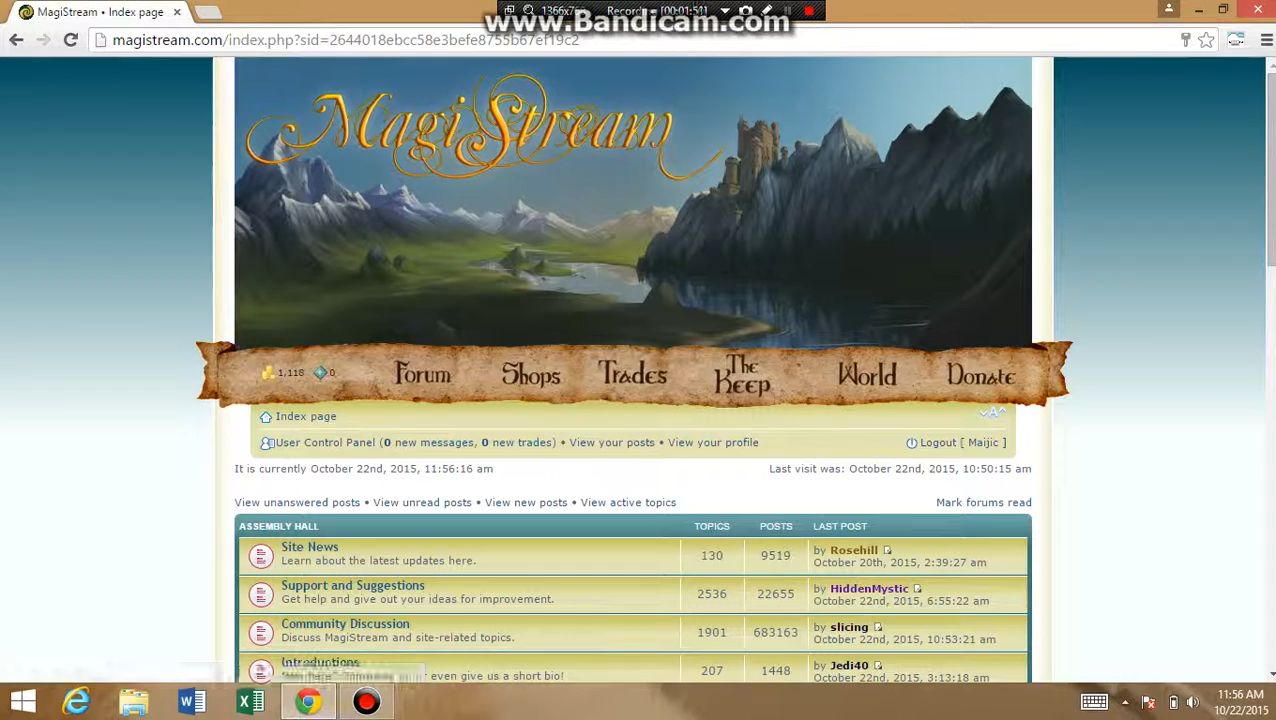 MagiStream • Index page
1366x768 Recording [00:01:51]
www.Bandicam.com
magistream.com/index.php?sid=2644018ebcc58e3befe8755b67ef19c2
MagiStream
1,118 0 Forum Shops Trades The Keep World Donate
Index page
User Control Panel (0 new messages, 0 new trades) • View your posts • View your profile
Logout [ Maijic ]
It is currently October 22nd, 2015, 11:56:16 am
Last visit was: October 22nd, 2015, 10:50:15 am
View unanswered posts • View unread posts • View new posts • View active topics
Mark forums read
ASSEMBLY HALL TOPICS POSTS LAST POST
Site News
Learn about the latest updates here.
130 9519
by Rosehill
October 20th, 2015, 2:39:27 am
Support and Suggestions
Get help and give out your ideas for improvement.
2536 22655
by HiddenMystic
October 22nd, 2015, 6:55:22 am
Community Discussion
Discuss MagiStream and site-related topics.
1901 683163
by slicing
October 22nd, 2015, 10:53:21 am
Introductions
even give us a short bio!
207 1448
by Jedi40
October 22nd, 2015, 3:13:18 am
11:56 AM
10/22/2015